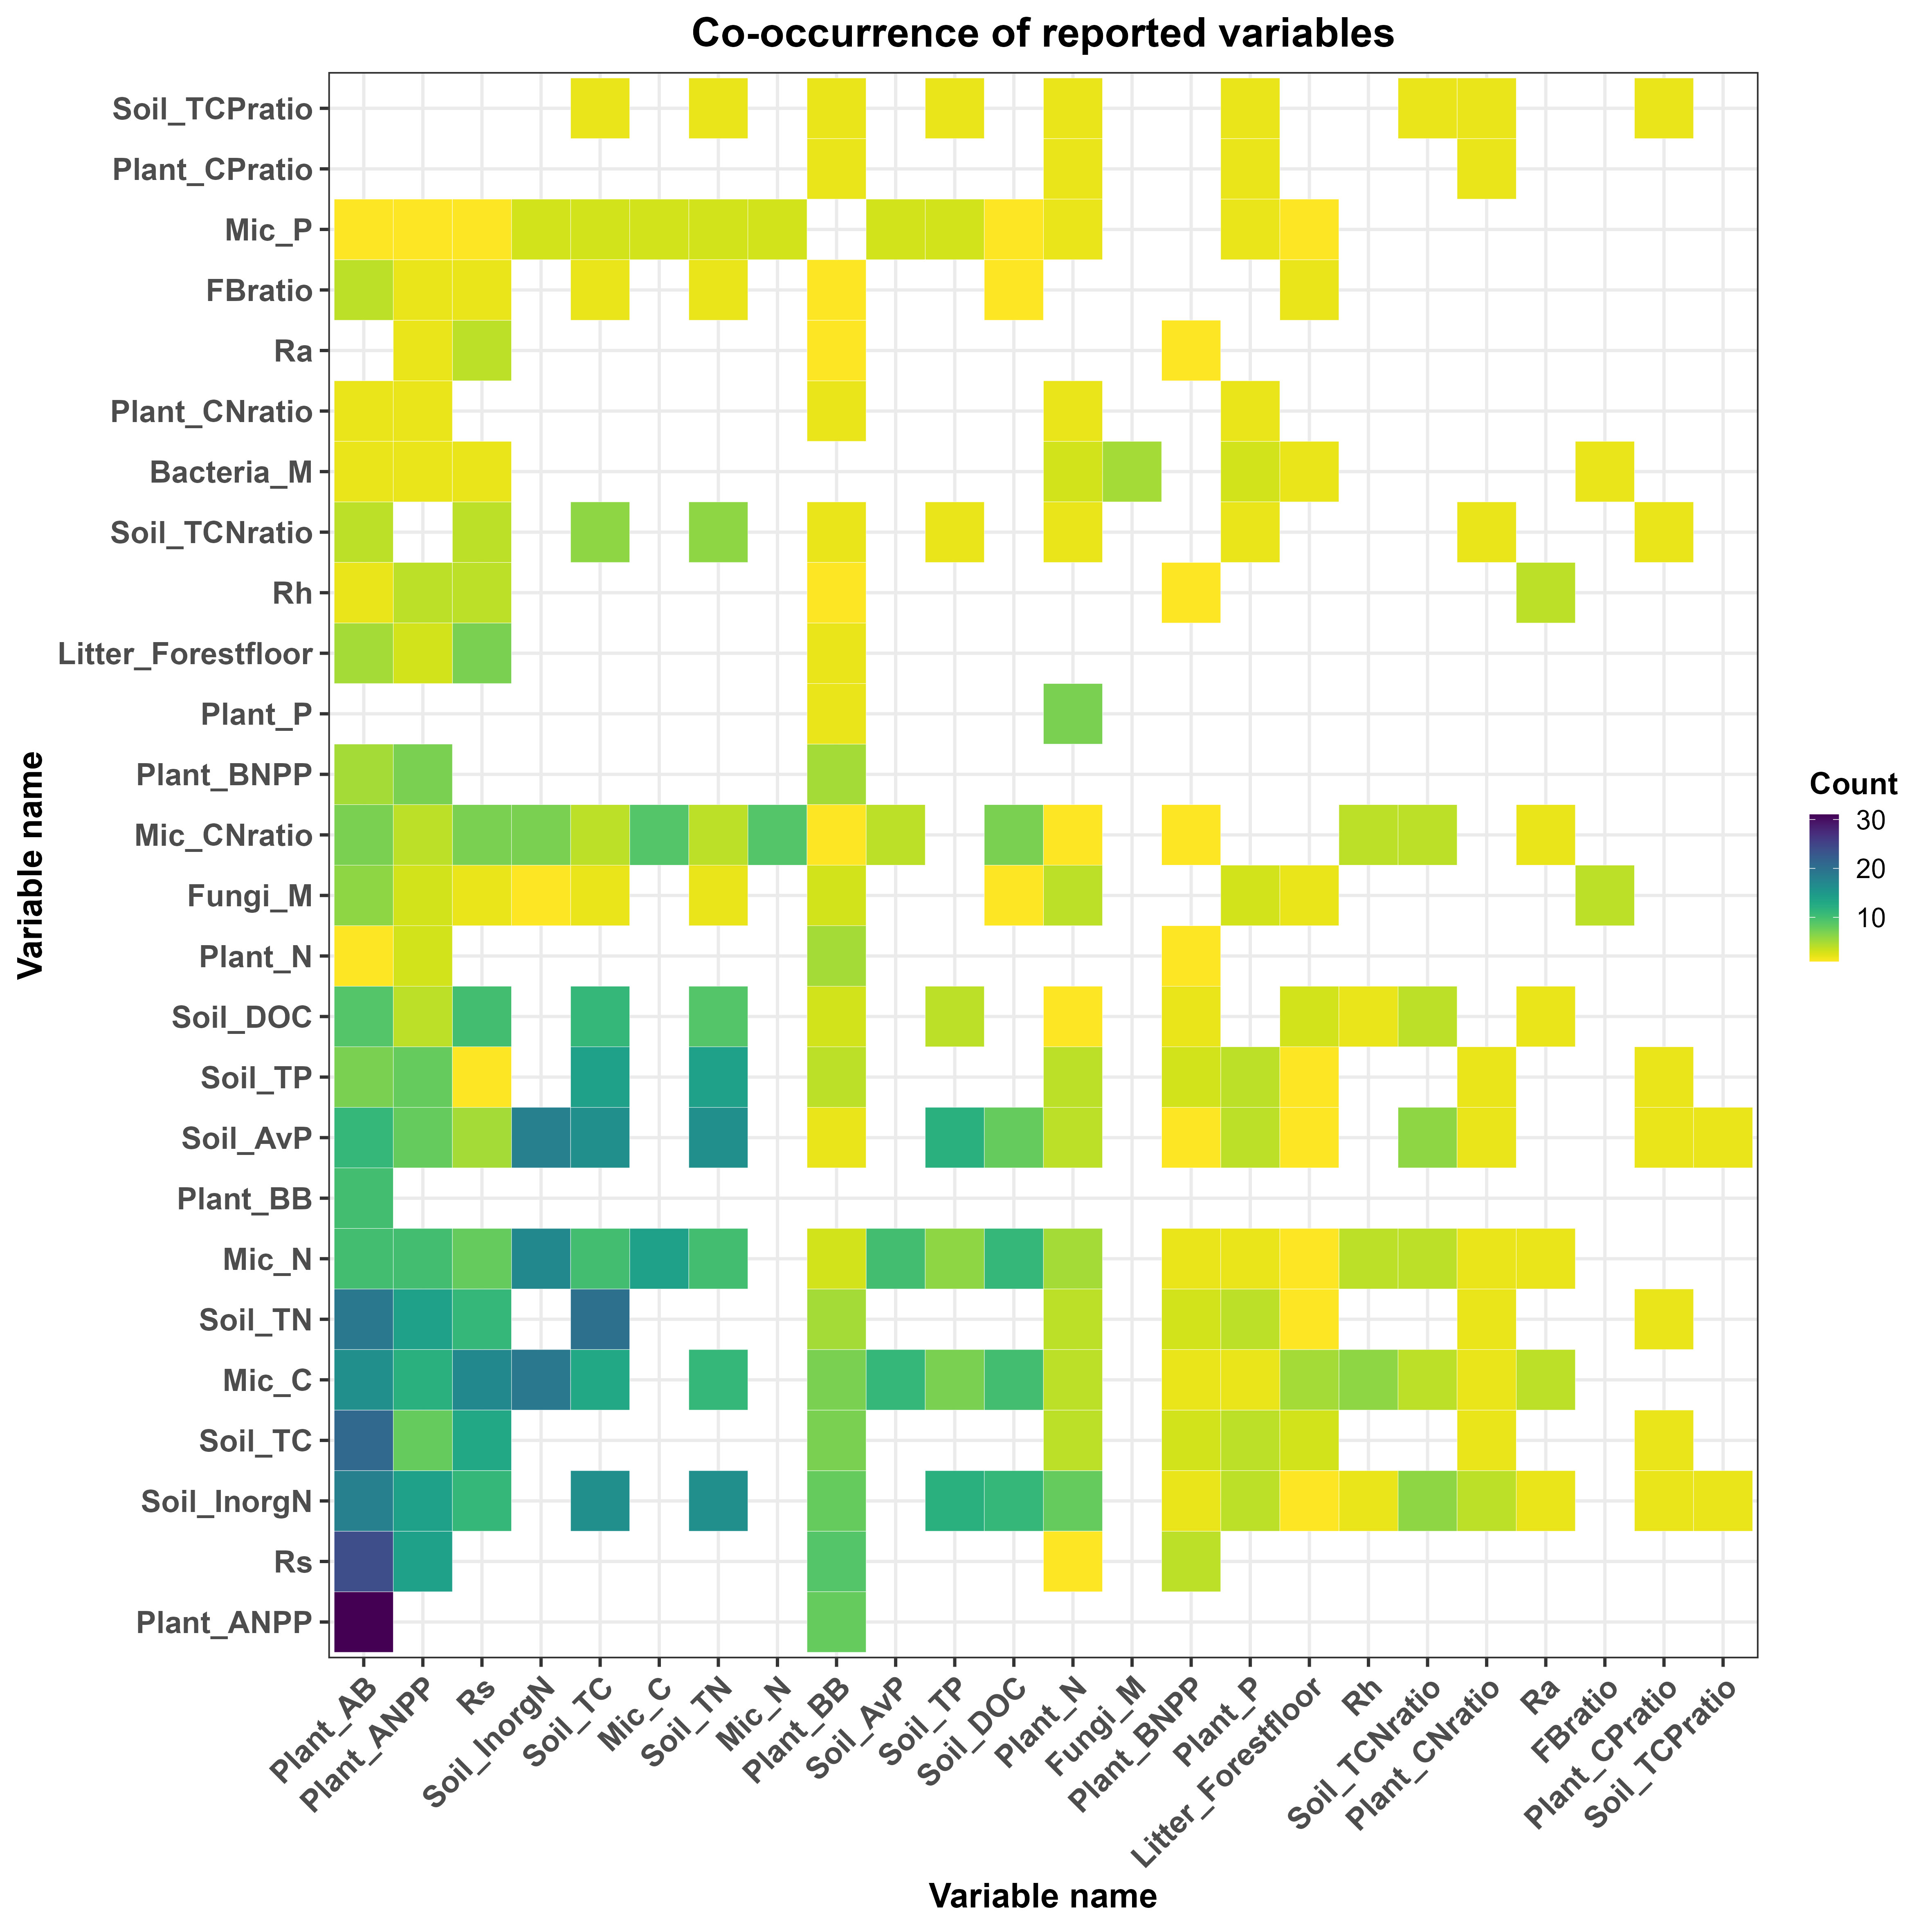 Co-occurrence of reported variables
Variable name
Soil_TCPratio
Plant_CPratio
Mic_P
FBratio
Ra
Plant_CNratio
Bacteria_M
Soil_TCNratio
Rh
Litter_Forestfloor
Plant_P
Plant_BNPP
Mic_CNratio
Fungi_M
Plant_N
Soil_DOC
Soil_TP
Soil_AvP
Plant_BB
Mic_N
Soil_TN
Mic_C
Soil_TC
Soil_InorgN
Rs
Plant_ANPP
Plant_AB
Plant_ANPP
Rs
Soil_InorgN
Soil_TC
Mic_C
Soil_TN
Mic_N
Plant_BB
Soil_AvP
Soil_TP
Soil_DOC
Plant_N
Fungi_M
Plant_BNPP
Plant_P
Litter_Forestfloor
Rh
Soil_TCNratio
Plant_CNratio
Ra
FBratio
Plant_CPratio
Soil_TCPratio
Variable name
Count
30
20
10